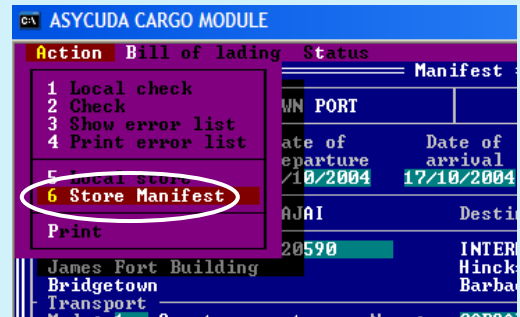 ASYCUDA CARGO MODULE
Action Bill of lading Status
Manifest
1 Local check
2 Check
WN PORT
3 Show error list
4 Print error list
ate of Date of
eparture arrival
5 Local store
/10/2004 17/10/2004
6 Store Manifest
AJAI Desti
Print
20590 INTER
James Fort Building Hinck
Bridgetown Barba
Transport